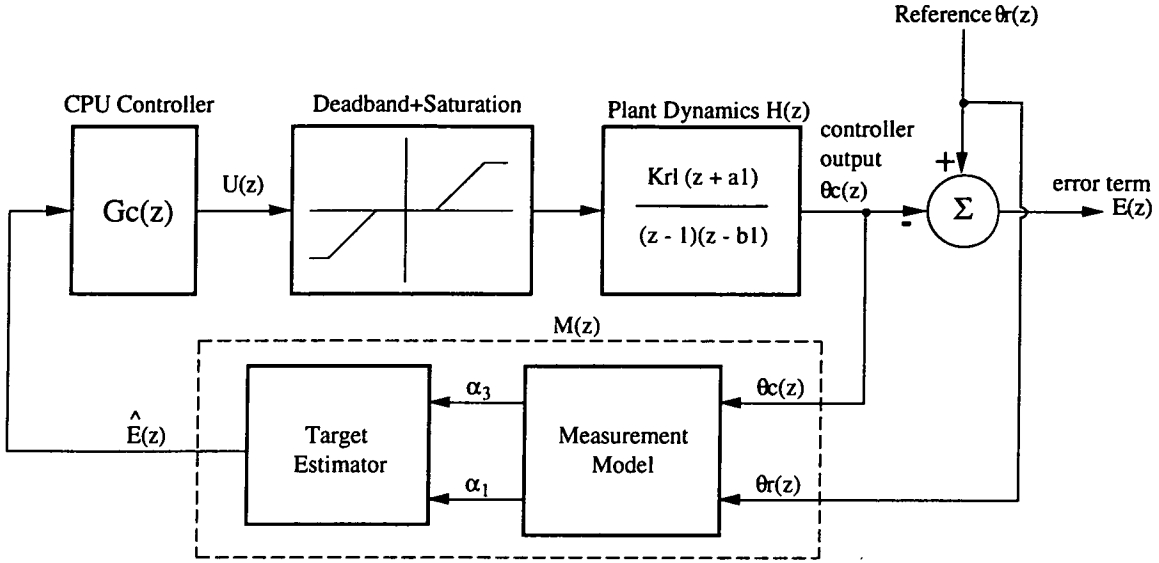 Reference θr(z)
CPU Controller
Deadband+Saturation
Plant Dynamics H(z)
controller
output
θc(z)
Gc(z)
U(z)
Krl (z + a1)
(z - 1)(z - b1)
+
-
Σ
error term
E(z)
M(z)
^
E(z)
Target
Estimator
α3
α1
Measurement
Model
θc(z)
θr(z)